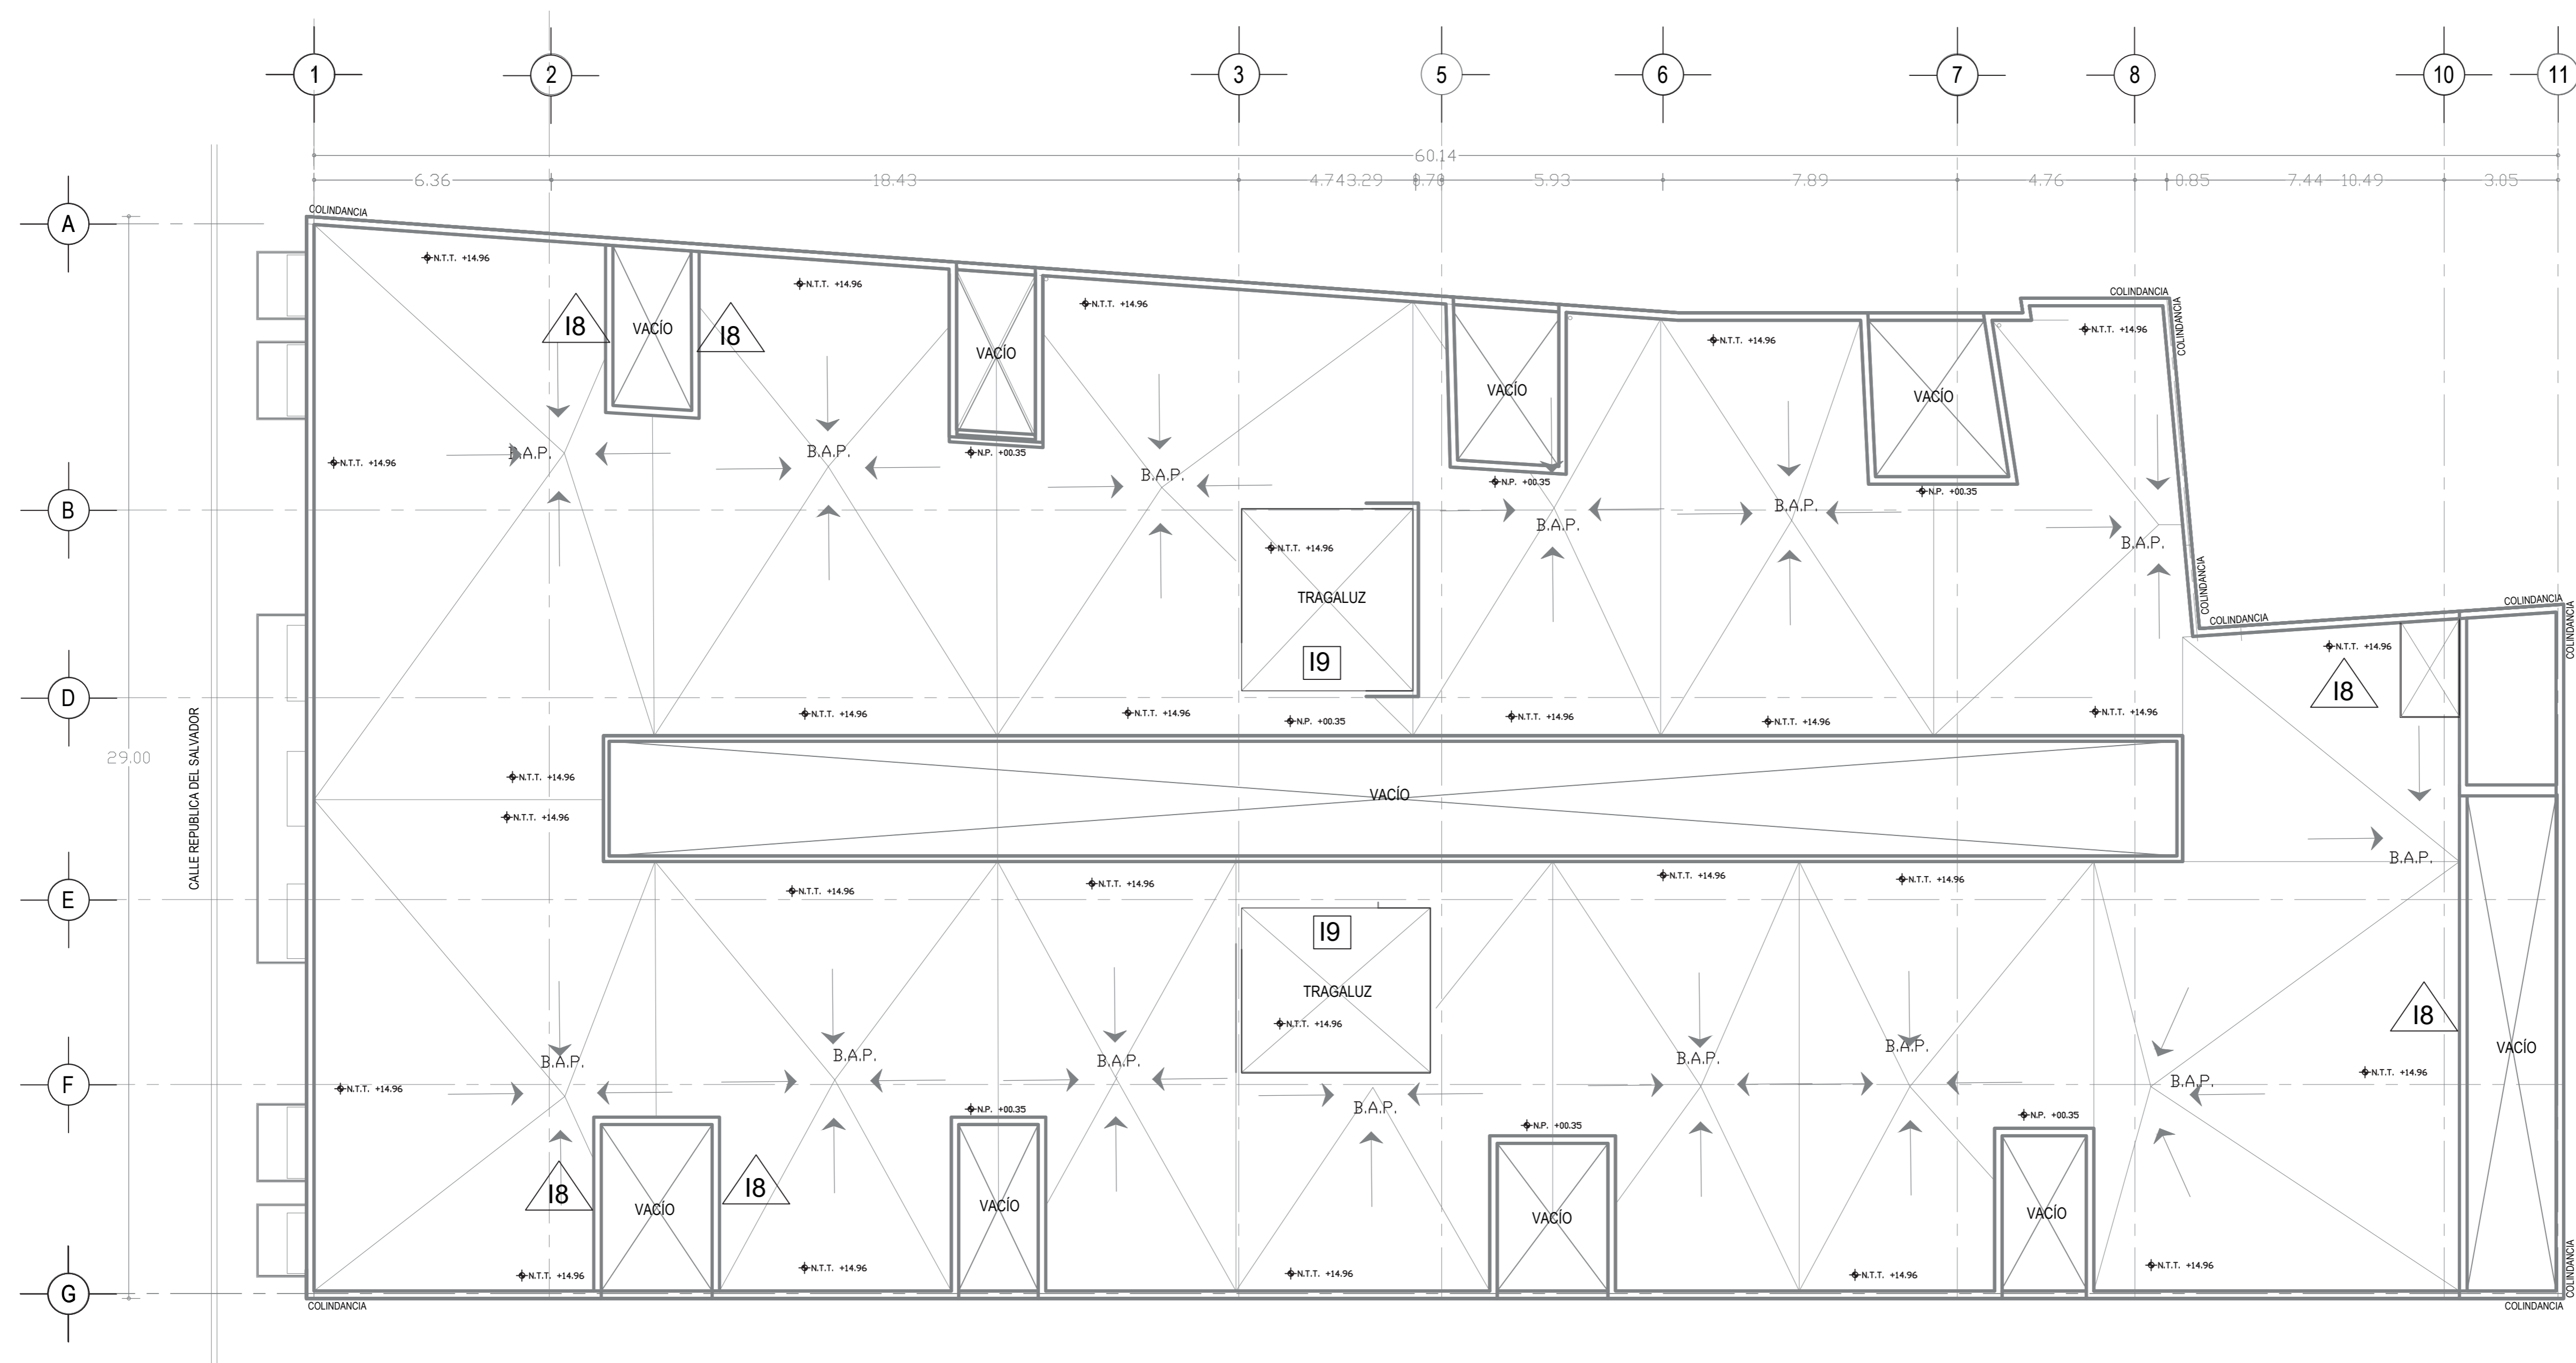 1 2 3 5 6 7 8 10 11
60.14
6.36 18.43 4.74 3.29 0.70 5.93 7.89 4.76 0.85 7.44 10.49 3.05
A
COLINDANCIA
COLINDANCIA
COLINDANCIA
N.T.T. +14.96
N.T.T. +14.96
N.T.T. +14.96
N.T.T. +14.96
N.T.T. +14.96
I8
VACÍO
I8
VACÍO
VACÍO
VACÍO
N.T.T. +14.96
B.A.P.
B.A.P.
N.P. +00.35
B.A.P.
N.P. +00.35
N.P. +00.35
B
B.A.P.
B.A.P.
B.A.P.
N.T.T. +14.96
TRAGALUZ
I9
COLINDANCIA
COLINDANCIA
COLINDANCIA
COLINDANCIA
N.T.T. +14.96
I8
D
N.T.T. +14.96
N.T.T. +14.96
N.P. +00.35
N.T.T. +14.96
N.T.T. +14.96
N.T.T. +14.96
29.00
CALLE REPUBLICA DEL SALVADOR
N.T.T. +14.96
N.T.T. +14.96
VACÍO
B.A.P.
E
N.T.T. +14.96
N.T.T. +14.96
N.T.T. +14.96
N.T.T. +14.96
I9
TRAGALUZ
N.T.T. +14.96
I8
VACÍO
F
N.T.T. +14.96
B.A.P.
B.A.P.
B.A.P.
B.A.P.
B.A.P.
B.A.P.
B.A.P.
N.T.T. +14.96
N.P. +00.35
N.P. +00.35
N.P. +00.35
I8
VACÍO
I8
VACÍO
VACÍO
VACÍO
G
N.T.T. +14.96
N.T.T. +14.96
N.T.T. +14.96
N.T.T. +14.96
N.T.T. +14.96
COLINDANCIA
COLINDANCIA
COLINDANCIA